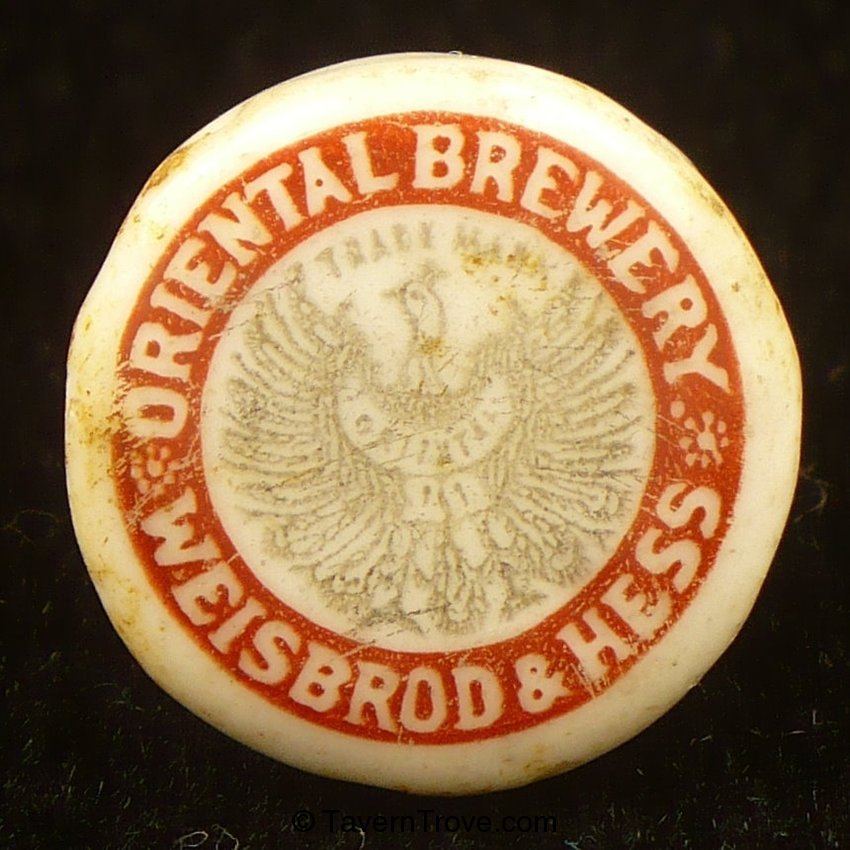 ORIENTAL BREWERY
TRADE MARK
WEISBROD & HESS
© TavernTrove.com